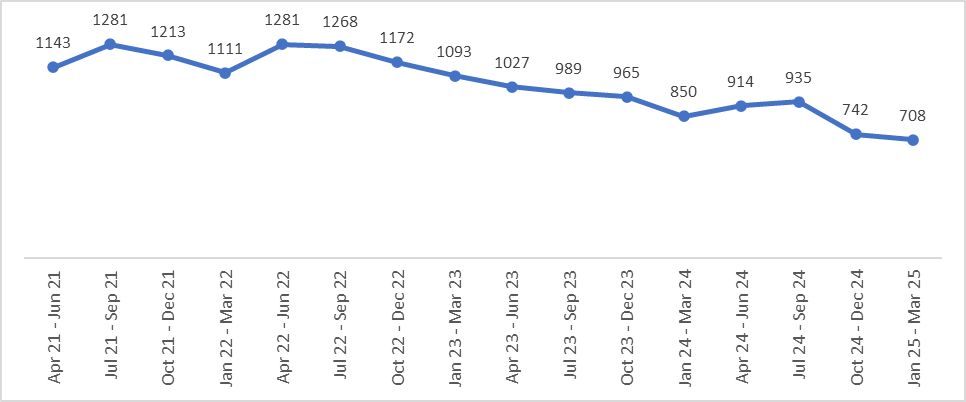 1143
1281
1213
1111
1281
1268
1172
1093
1027
989
965
850
914
935
742
708
Apr 21 - Jun 21
Jul 21 - Sep 21
Oct 21 - Dec 21
Jan 22 - Mar 22
Apr 22 - Jun 22
Jul 22 - Sep 22
Oct 22 - Dec 22
Jan 23 - Mar 23
Apr 23 - Jun 23
Jul 23 - Sep 23
Oct 23 - Dec 23
Jan 24 - Mar 24
Apr 24 - Jun 24
Jul 24 - Sep 24
Oct 24 - Dec 24
Jan 25 - Mar 25